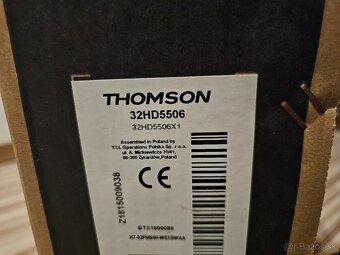 THOMSON
32HD5506
32HD5506X1
Assembled in Poland by
TCL Operations Polska Sp. z o.o.
ul. A. Mickiewicza 31/41,
96-300 Żyrardów, Poland
Z1815009038
CE